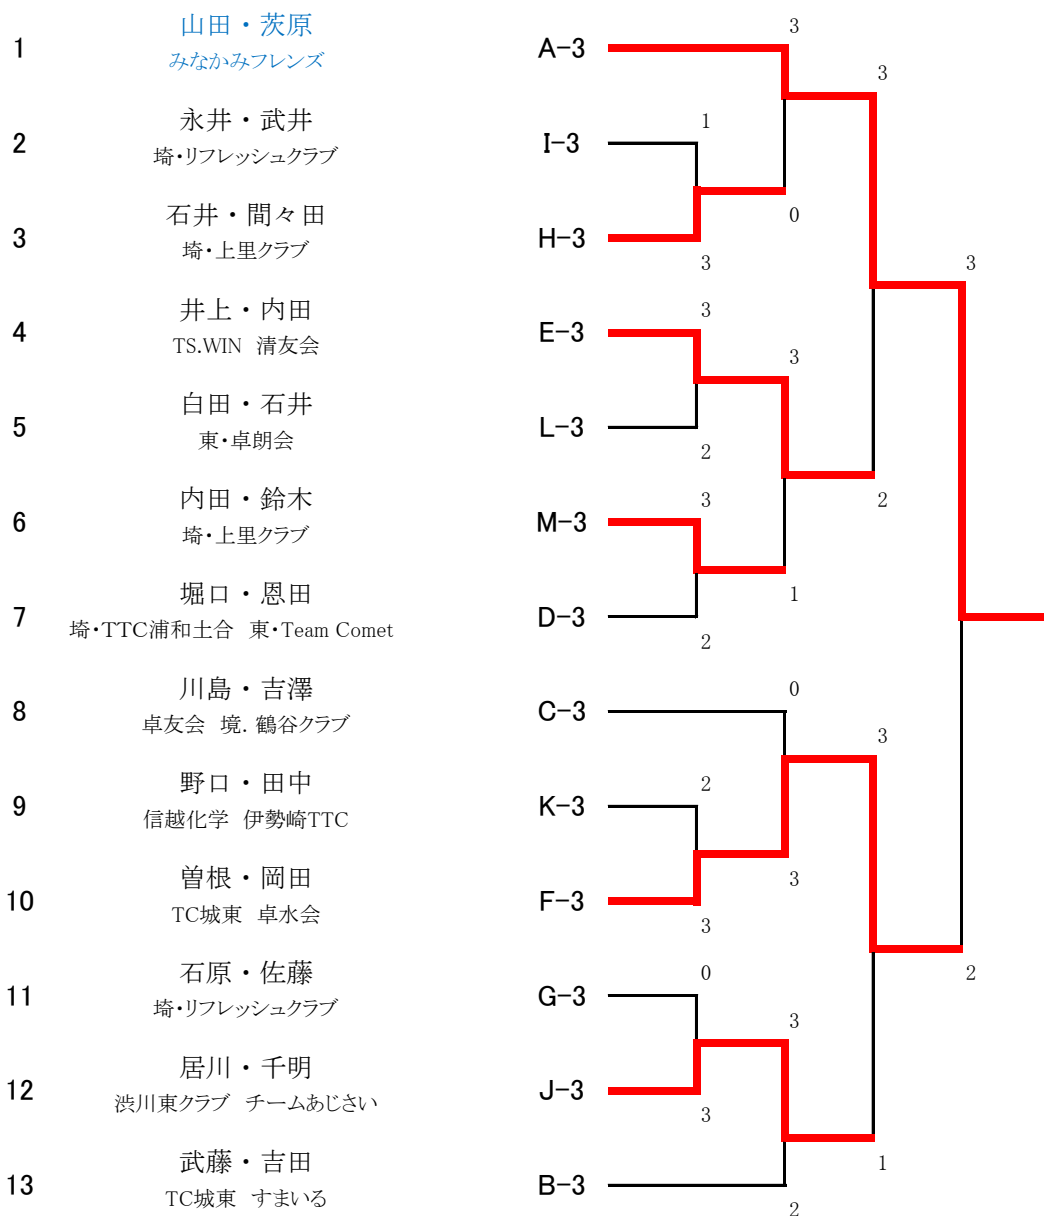 山田・茨原
1 みなかみフレンズ A-3
永井・武井
2 埼・リフレッシュクラブ I-3
石井・間々田
3 埼・上里クラブ H-3
井上・内田
4 TS.WIN 清友会 E-3
白田・石井
5 東・卓朗会 L-3
内田・鈴木
6 埼・上里クラブ M-3
堀口・恩田
7 埼・TTC浦和土合 東・Team Comet D-3
川島・吉澤
8 卓友会 境．鶴谷クラブ C-3
野口・田中
9 信越化学 伊勢崎TTC K-3
曽根・岡田
10 TC城東 卓水会 F-3
石原・佐藤
11 埼・リフレッシュクラブ G-3
居川・千明
12 渋川東クラブ チームあじさい J-3
武藤・吉田
13 TC城東 すまいる B-3
3
3
1
0
3
3
3
3
2
3
2
1
2
0
3
2
3
3
0
2
3
3
1
2